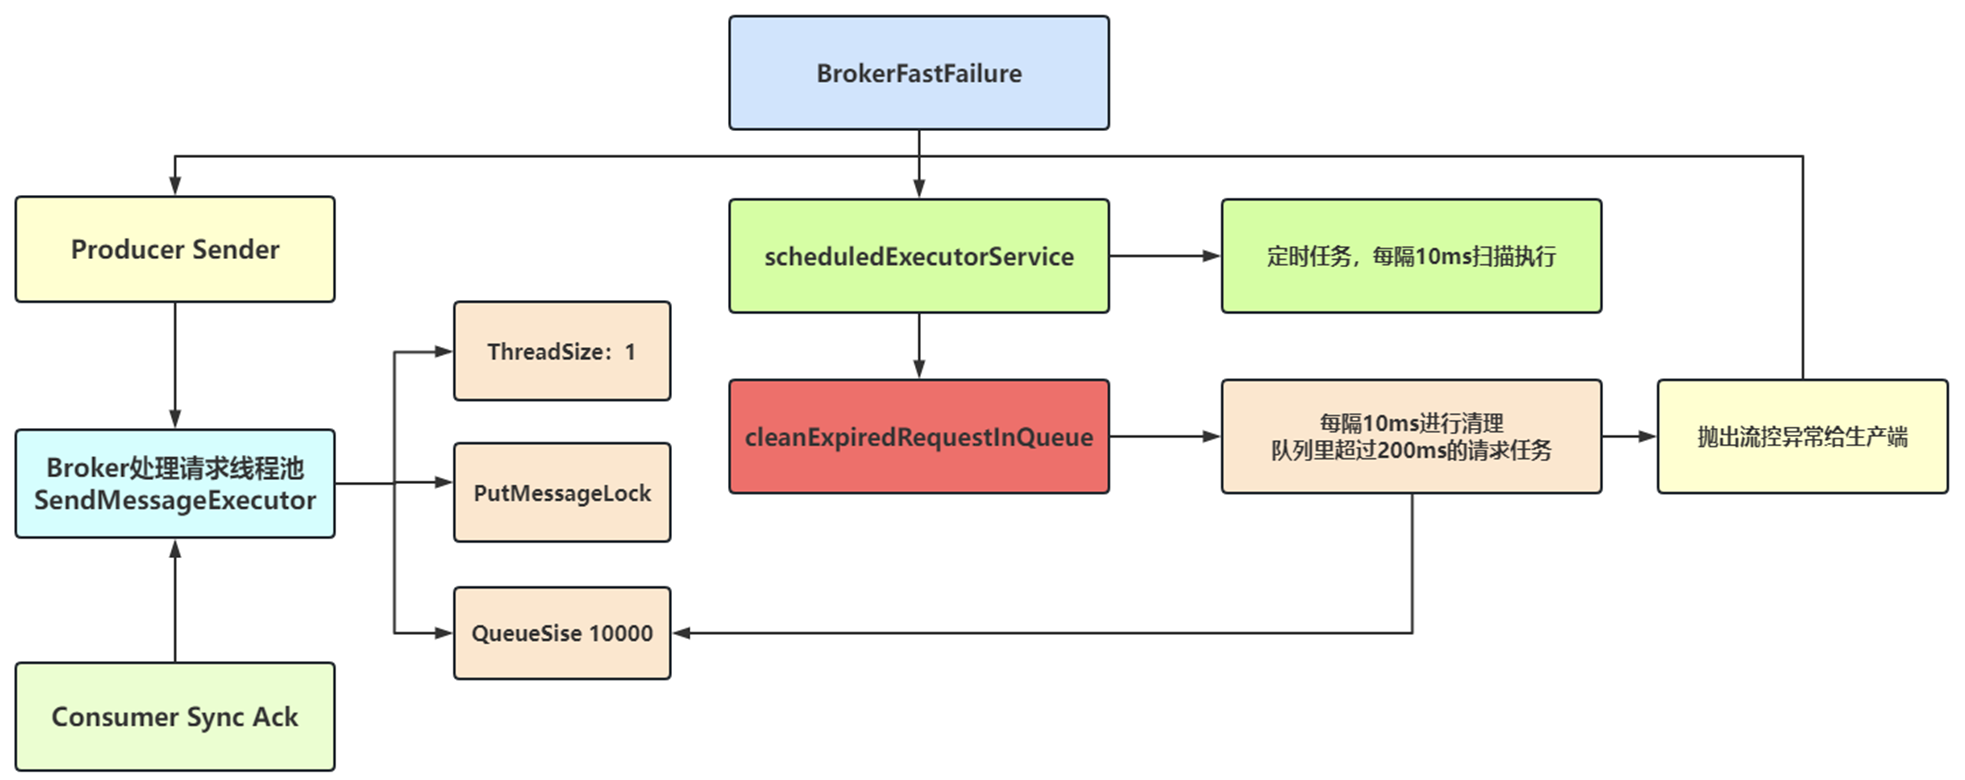 BrokerFastFailure
Producer Sender
scheduledExecutorService
定时任务，每隔10ms扫描执行
ThreadSize：1
cleanExpiredRequestInQueue
每隔10ms进行清理
队列里超过200ms的请求任务
抛出流控异常给生产端
Broker处理请求线程池
SendMessageExecutor
PutMessageLock
QueueSise 10000
Consumer Sync Ack